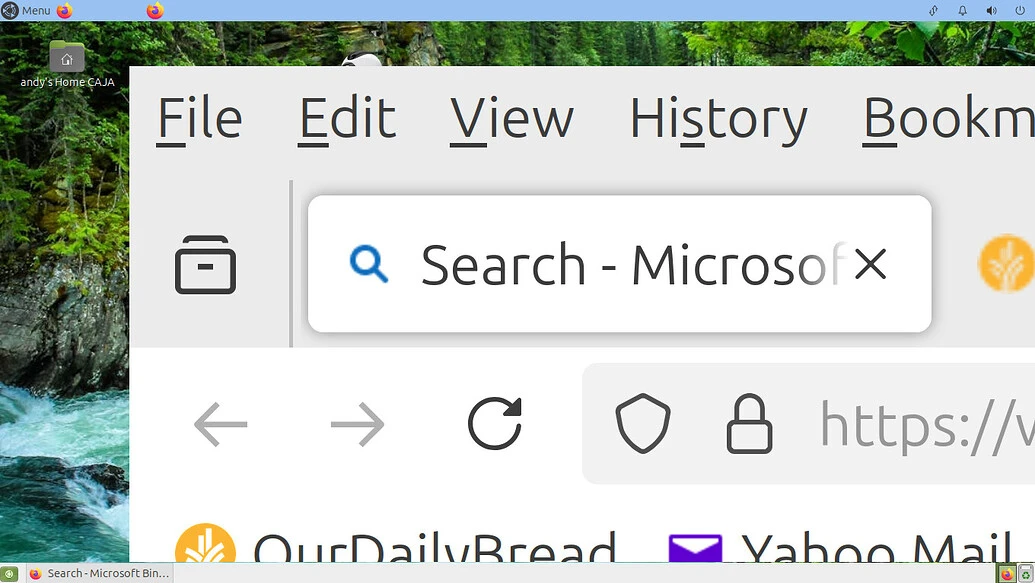 Menu
andy's Home CAJA
File Edit View History Bookm
Search - Microsof
https://
OurDailyBread Yahoo Mail
Search - Microsoft Bin...